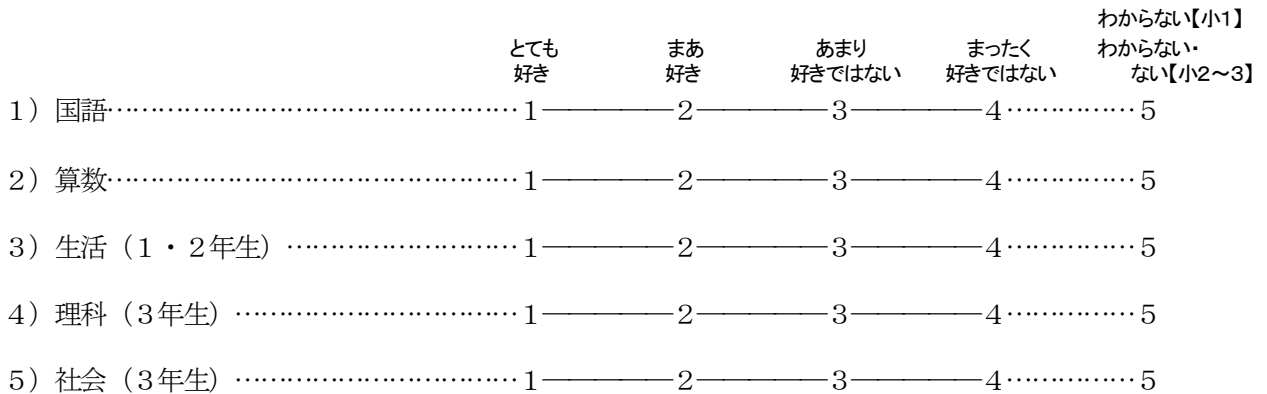 わからない【小1】
とても まあ あまり まったく わからない・
好き 好き 好きではない 好きではない ない【小2～3】
１）国語……………………………………………１―――――２―――――３―――――４……………５
２）算数……………………………………………１―――――２―――――３―――――４……………５
３）生活（１・２年生）…………………………１―――――２―――――３―――――４……………５
４）理科（３年生）………………………………１―――――２―――――３―――――４……………５
５）社会（３年生）………………………………１―――――２―――――３―――――４……………５